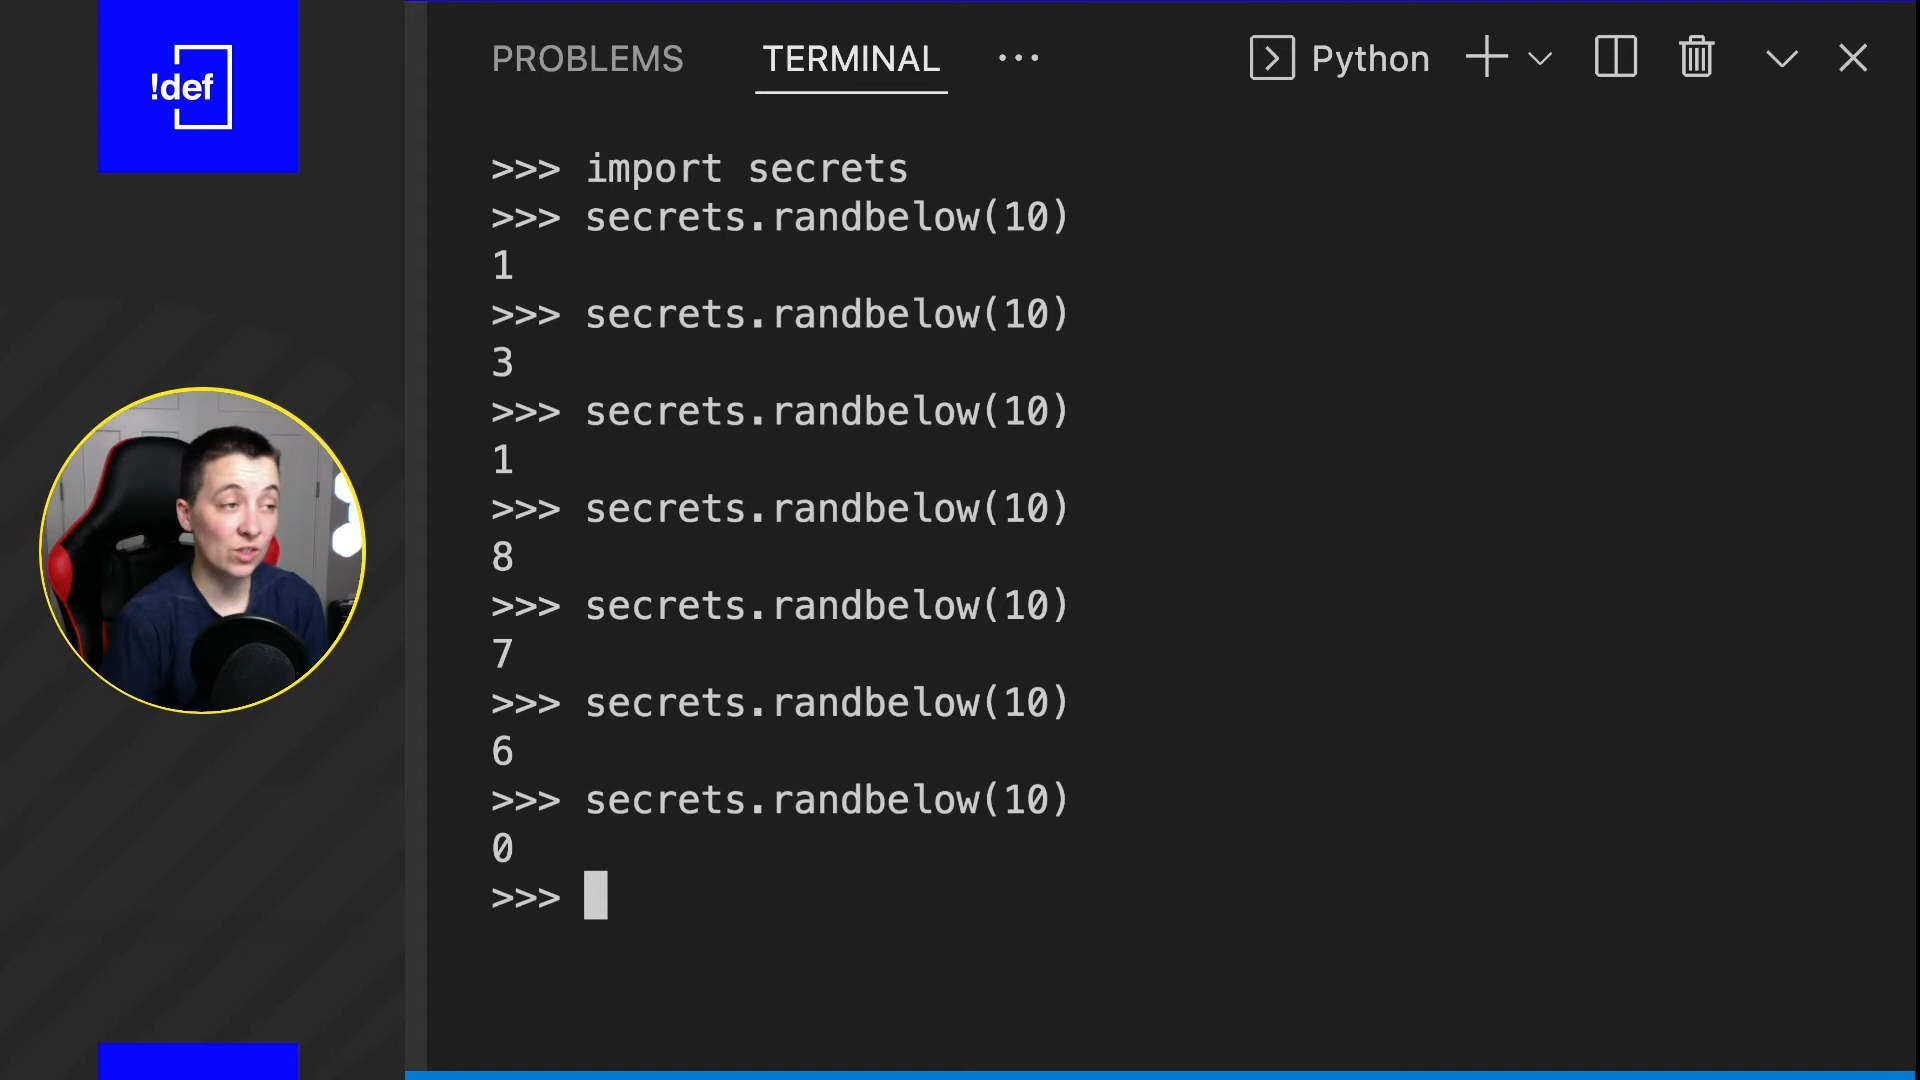 !def
PROBLEMS TERMINAL ... Python
>>> import secrets
>>> secrets.randbelow(10)
1
>>> secrets.randbelow(10)
3
>>> secrets.randbelow(10)
1
>>> secrets.randbelow(10)
8
>>> secrets.randbelow(10)
7
>>> secrets.randbelow(10)
6
>>> secrets.randbelow(10)
0
>>>